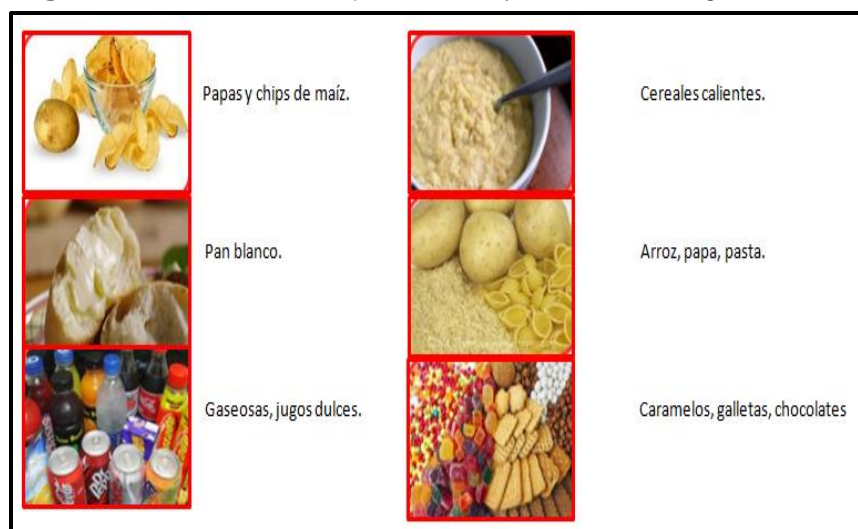 Papas y chips de maíz.
Cereales calientes.
Pan blanco.
Arroz, papa, pasta.
Gaseosas, jugos dulces.
Caramelos, galletas, chocolates